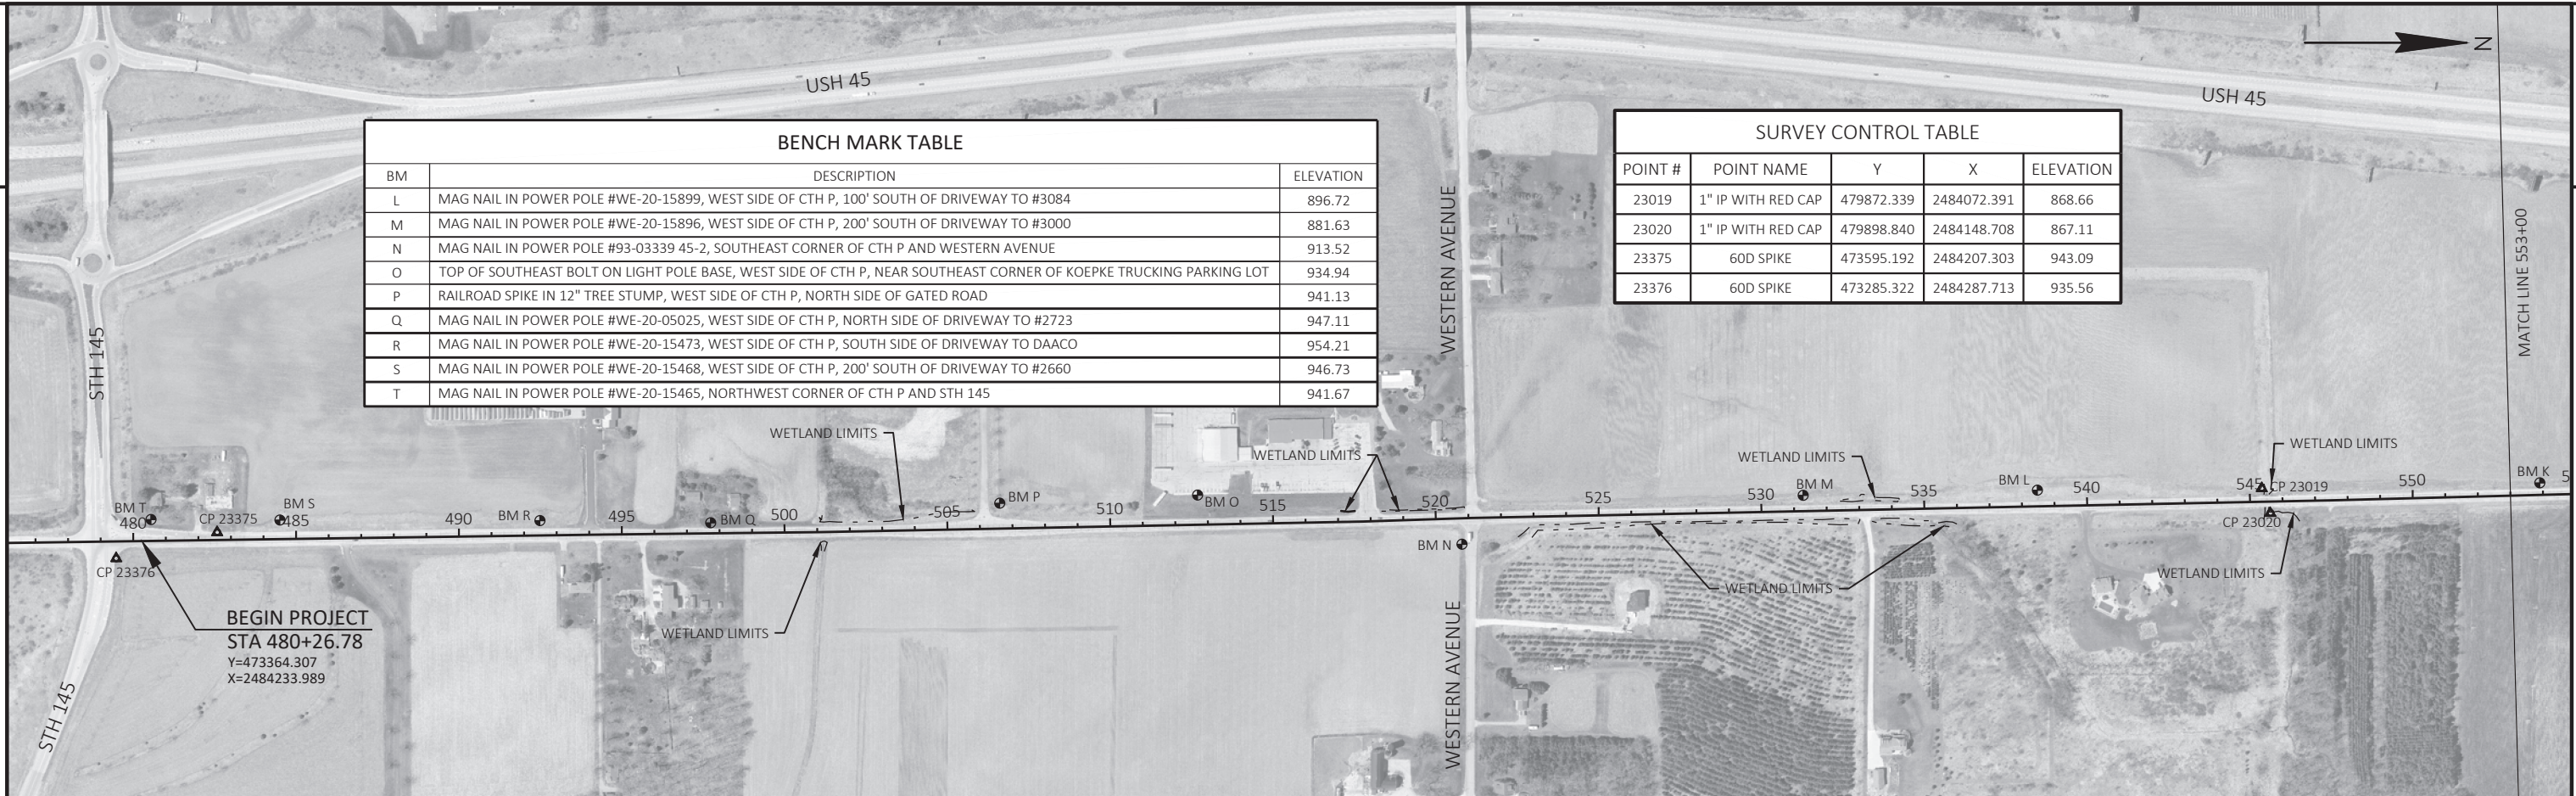 USH 45
N
USH 45
BENCH MARK TABLE
BM DESCRIPTION ELEVATION
L MAG NAIL IN POWER POLE #WE-20-15899, WEST SIDE OF CTH P, 100' SOUTH OF DRIVEWAY TO #3084 896.72
M MAG NAIL IN POWER POLE #WE-20-15896, WEST SIDE OF CTH P, 200' SOUTH OF DRIVEWAY TO #3000 881.63
N MAG NAIL IN POWER POLE #93-03339 45-2, SOUTHEAST CORNER OF CTH P AND WESTERN AVENUE 913.52
O TOP OF SOUTHEAST BOLT ON LIGHT POLE BASE, WEST SIDE OF CTH P, NEAR SOUTHEAST CORNER OF KOEPKE TRUCKING PARKING LOT 934.94
P RAILROAD SPIKE IN 12" TREE STUMP, WEST SIDE OF CTH P, NORTH SIDE OF GATED ROAD 941.13
Q MAG NAIL IN POWER POLE #WE-20-05025, WEST SIDE OF CTH P, NORTH SIDE OF DRIVEWAY TO #2723 947.11
R MAG NAIL IN POWER POLE #WE-20-15473, WEST SIDE OF CTH P, SOUTH SIDE OF DRIVEWAY TO DAACO 954.21
S MAG NAIL IN POWER POLE #WE-20-15468, WEST SIDE OF CTH P, 200' SOUTH OF DRIVEWAY TO #2660 946.73
T MAG NAIL IN POWER POLE #WE-20-15465, NORTHWEST CORNER OF CTH P AND STH 145 941.67
SURVEY CONTROL TABLE
POINT # POINT NAME Y X ELEVATION
23019 1" IP WITH RED CAP 479872.339 2484072.391 868.66
23020 1" IP WITH RED CAP 479898.840 2484148.708 867.11
23375 60D SPIKE 473595.192 2484207.303 943.09
23376 60D SPIKE 473285.322 2484287.713 935.56
WESTERN AVENUE
MATCH LINE 553+00
STH 145
WETLAND LIMITS
WETLAND LIMITS
WETLAND LIMITS
WETLAND LIMITS
BM T
480
CP 23375
BM S
485
490
BM R
495
BM Q
500
505
BM P
510
BM O
515
520
525
530
BM M
535
BM L
540
545
CP 23019
550
BM K
5
CP 23376
BM N
CP 23020
WETLAND LIMITS
WETLAND LIMITS
WETLAND LIMITS
BEGIN PROJECT
STA 480+26.78
Y=473364.307
X=2484233.989
STH 145
WESTERN AVENUE